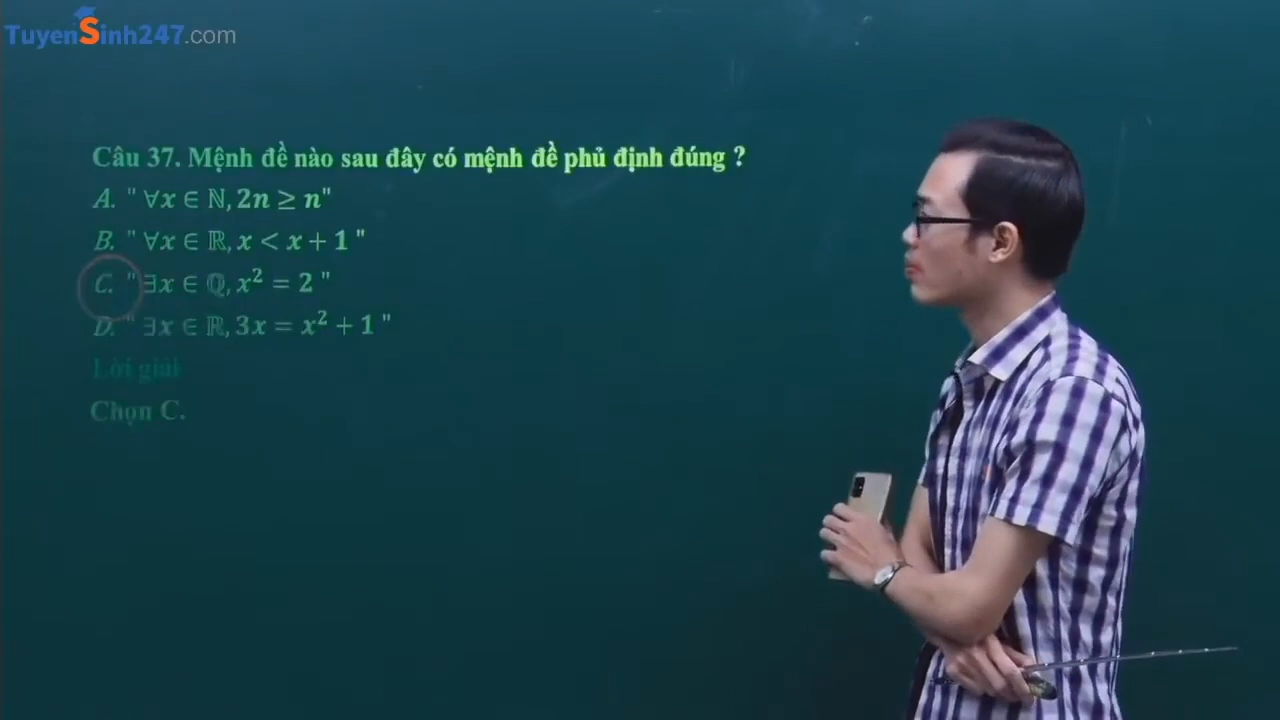 TuyenSinh247.com
Câu 37. Mệnh đề nào sau đây có mệnh đề phủ định đúng ?
A. " ∀x ∈ ℕ, 2n ≥ n"
B. " ∀x ∈ ℝ, x < x + 1 "
C. " ∃x ∈ ℚ, x² = 2 "
D. " ∃x ∈ ℝ, 3x = x² + 1 "
Lời giải
Chọn C.